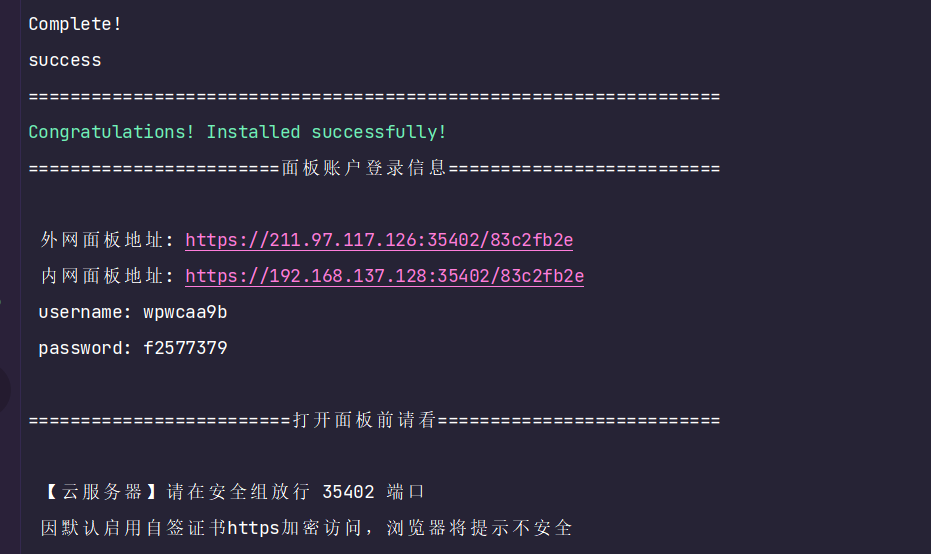 Complete!
success
==================================================================
Congratulations! Installed successfully!
========================面板账户登录信息==========================
外网面板地址: https://211.97.117.126:35402/83c2fb2e
内网面板地址: https://192.168.137.128:35402/83c2fb2e
username: wpwcaa9b
password: f2577379
=========================打开面板前请看===========================
【云服务器】请在安全组放行 35402 端口
因默认启用自签证书https加密访问，浏览器将提示不安全